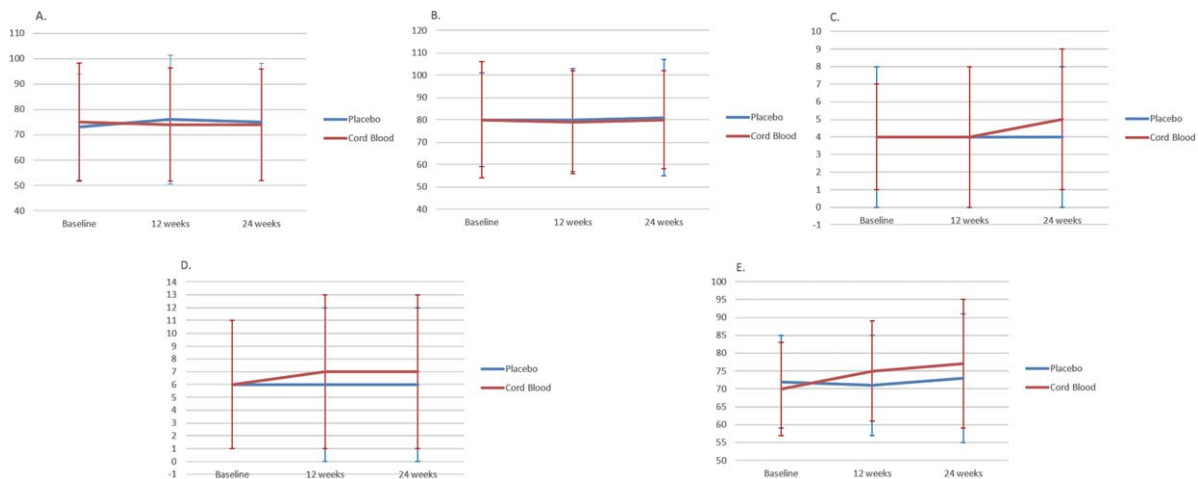 A.
110
100
90
80
70
60
50
40
Baseline
12 weeks
24 weeks
Placebo
Cord Blood
B.
120
110
100
90
80
70
60
50
40
Baseline
12 weeks
24 weeks
Placebo
Cord Blood
C.
10
9
8
7
6
5
4
3
2
1
0
-1
Baseline
12 weeks
24 weeks
Placebo
Cord Blood
D.
14
13
12
11
10
9
8
7
6
5
4
3
2
1
0
-1
Baseline
12 weeks
24 weeks
Placebo
Cord Blood
E.
100
95
90
85
80
75
70
65
60
55
50
Baseline
12 weeks
24 weeks
Placebo
Cord Blood